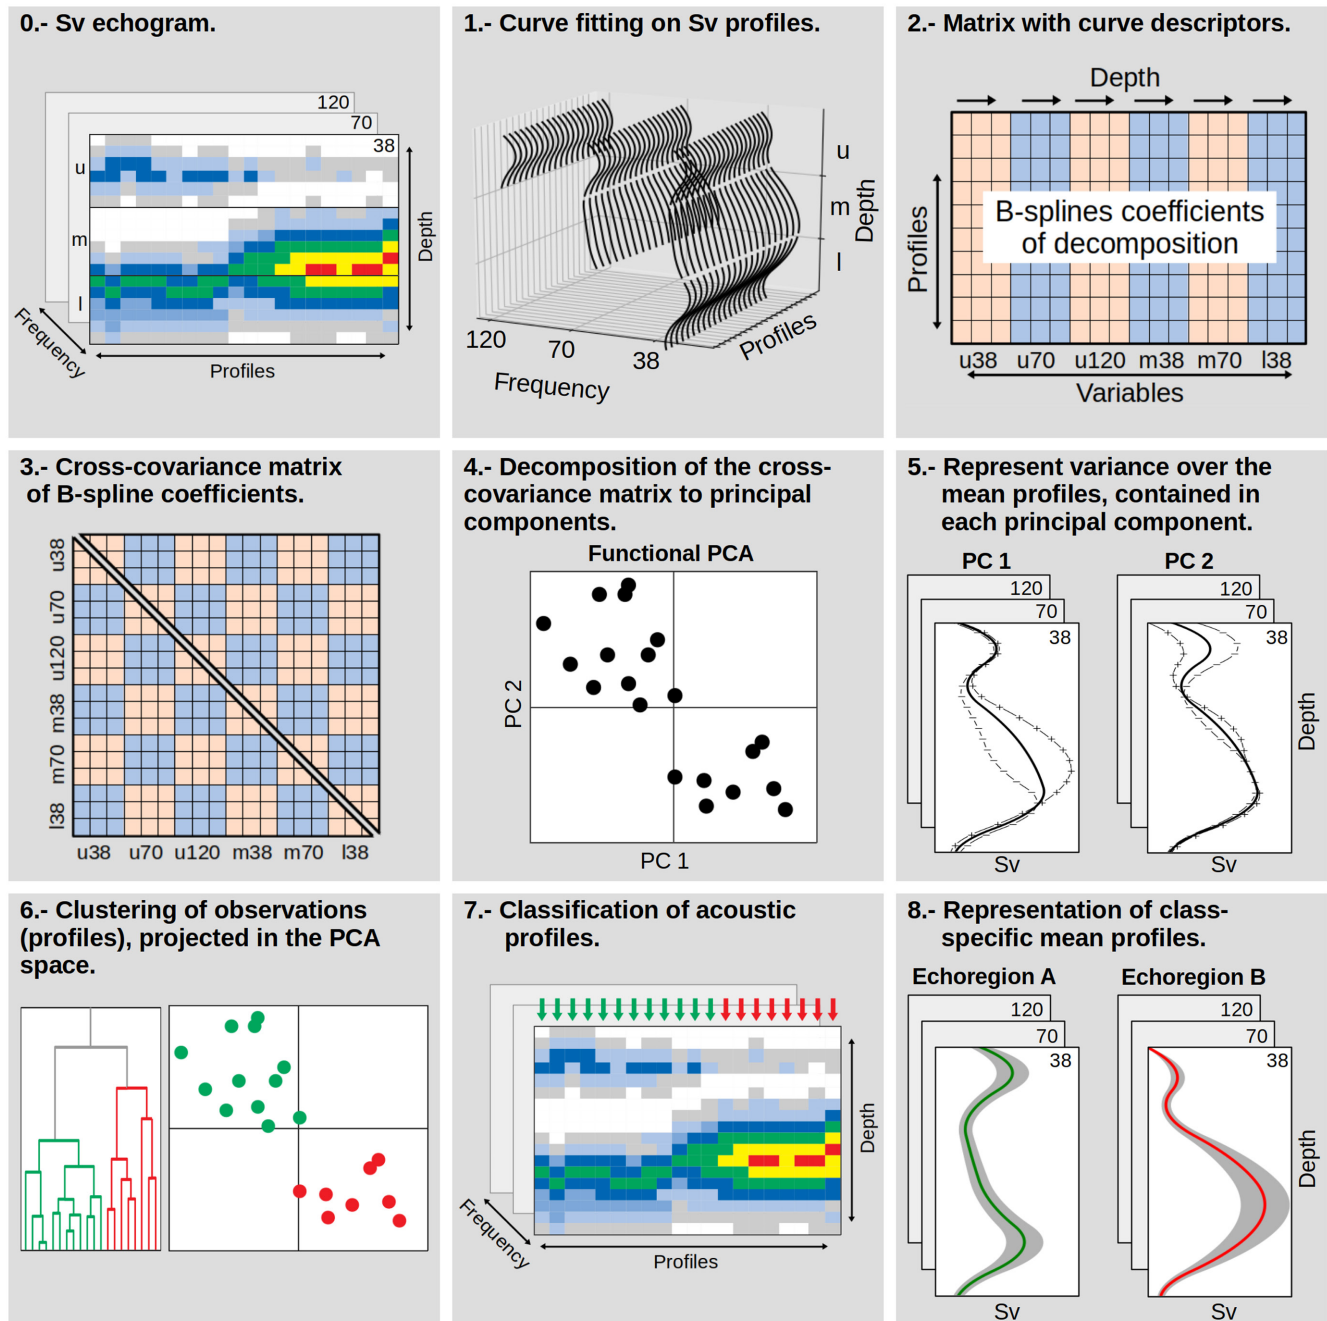 0.- Sv echogram.
120
70
38
u
m
l
Depth
Frequency
Profiles
1.- Curve fitting on Sv profiles.
u
m
l
Depth
120
70
38
Profiles
Frequency
2.- Matrix with curve descriptors.
Depth
Profiles
B-splines coefficients
of decomposition
u38 u70 u120 m38 m70 l38
Variables
3.- Cross-covariance matrix
of B-spline coefficients.
u38
u70
u120
m38
m70
l38
u38 u70 u120 m38 m70 l38
4.- Decomposition of the cross-
covariance matrix to principal
components.
Functional PCA
PC 2
PC 1
5.- Represent variance over the
mean profiles, contained in
each principal component.
PC 1
120
70
38
Sv
PC 2
120
70
38
Depth
Sv
6.- Clustering of observations
(profiles), projected in the PCA
space.
7.- Classification of acoustic
profiles.
Depth
Frequency
Profiles
8.- Representation of class-
specific mean profiles.
Echoregion A
120
70
38
Sv
Echoregion B
120
70
38
Depth
Sv